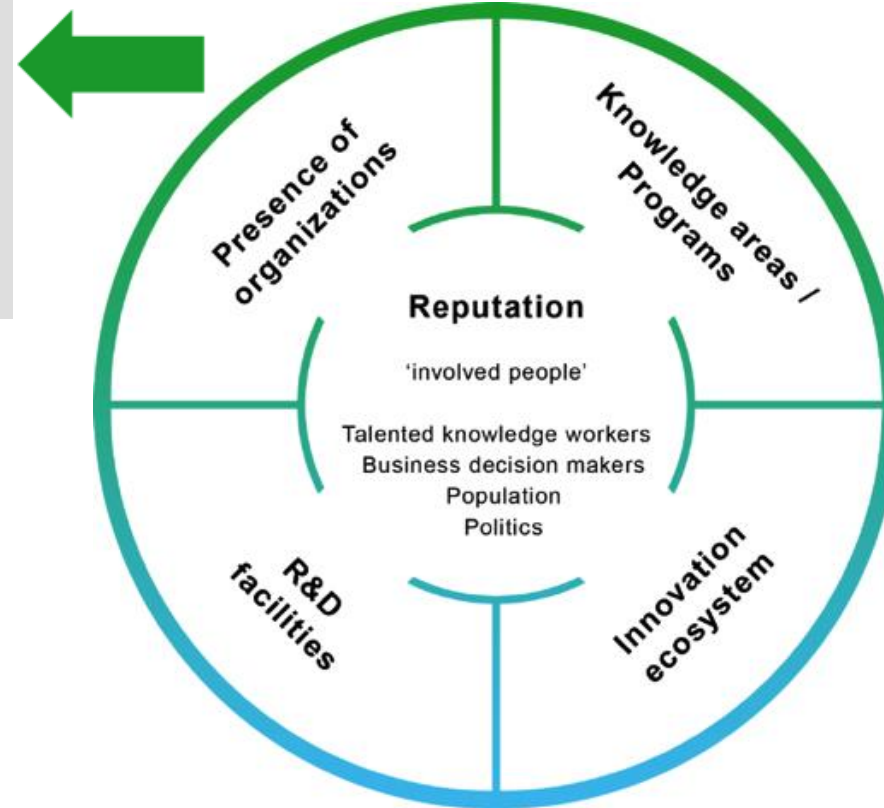 Presence of
organizations
Knowledge areas /
Programs
Reputation
‘involved people’
Talented knowledge workers
Business decision makers
Population
Politics
R&D
facilities
Innovation
ecosystem